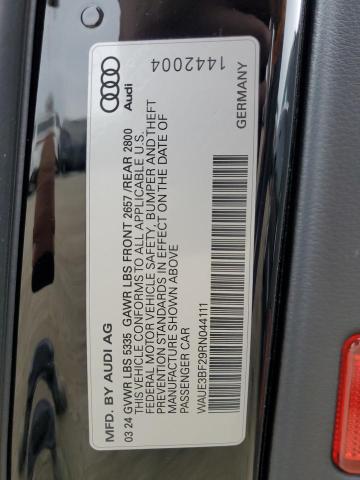 MFD. BY AUDI AG
03 24 GVWR LBS 5335 GAWR LBS FRONT 2657 /REAR 2800
THIS VEHICLE CONFORMS TO ALL APPLICABLE U.S.
FEDERAL MOTOR VEHICLE SAFETY, BUMPER AND THEFT
PREVENTION STANDARDS IN EFFECT ON THE DATE OF
MANUFACTURE SHOWN ABOVE
PASSENGER CAR
WAUE3BF29RN044111
GERMANY
Audi
1442004